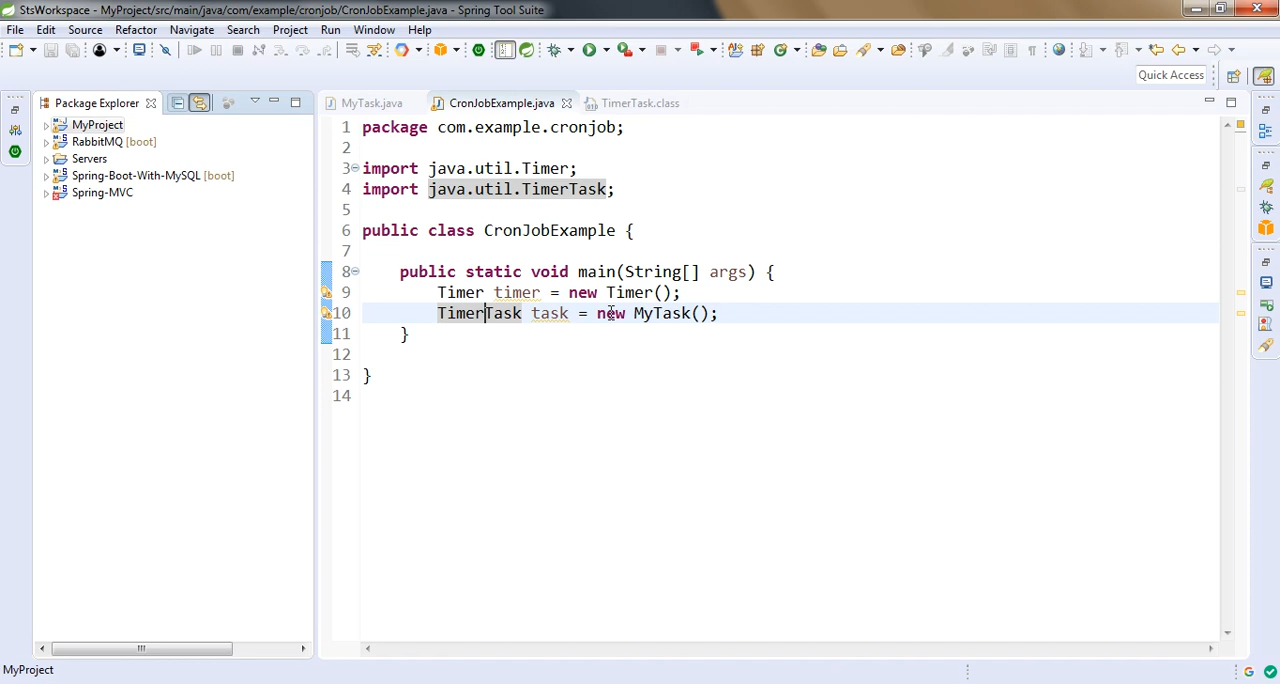 StsWorkspace - MyProject/src/main/java/com/example/cronjob/CronJobExample.java - Spring Tool Suite
File Edit Source Refactor Navigate Search Project Run Window Help
Quick Access
Package Explorer
MyTask.java CronJobExample.java TimerTask.class
MyProject
RabbitMQ [boot]
Servers
Spring-Boot-With-MySQL [boot]
Spring-MVC
1 package com.example.cronjob;
2
3 import java.util.Timer;
4 import java.util.TimerTask;
5
6 public class CronJobExample {
7
8 public static void main(String[] args) {
9 Timer timer = new Timer();
10 TimerTask task = new MyTask();
11 }
12
13 }
14
MyProject